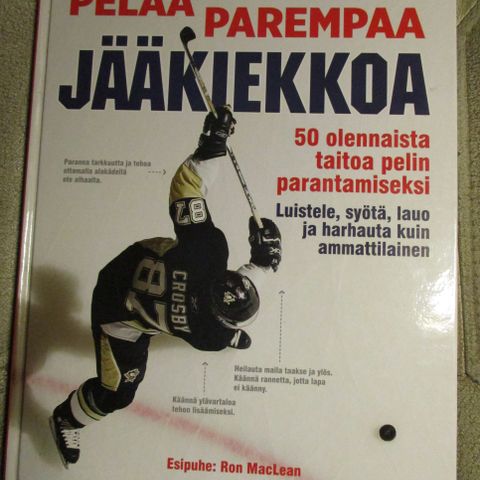 PELAA
PAREMPAA
JÄÄKIEKKOA
50 olennaista
taitoa pelin
parantamiseksi
Luistele, syötä, lauo
ja harhauta kuin
ammattilainen
Paranna tarkkautta ja tehoa
ottamalla alakädellä
ote alhaalta.
87
87
CROSBY
Heilauta maila taakse ja ylös.
Käännä rannetta, jotta lapa
ei käänny.
Käännä ylävartaloa
tehon lisäämiseksi.
Esipuhe: Ron MacLean